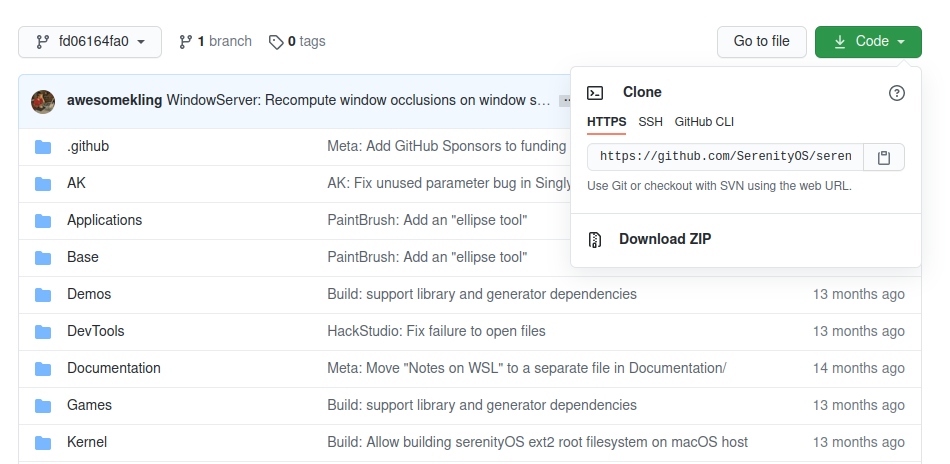 fd06164fa0 1 branch 0 tags Go to file Code
awesomekling WindowServer: Recompute window occlusions on window s... ...
Clone
HTTPS SSH GitHub CLI
https://github.com/SerenityOS/seren
Use Git or checkout with SVN using the web URL.
Download ZIP
.github Meta: Add GitHub Sponsors to funding
AK AK: Fix unused parameter bug in Singly
Applications PaintBrush: Add an "ellipse tool"
Base PaintBrush: Add an "ellipse tool"
Demos Build: support library and generator dependencies 13 months ago
DevTools HackStudio: Fix failure to open files 13 months ago
Documentation Meta: Move "Notes on WSL" to a separate file in Documentation/ 14 months ago
Games Build: support library and generator dependencies 13 months ago
Kernel Build: Allow building serenityOS ext2 root filesystem on macOS host 13 months ago